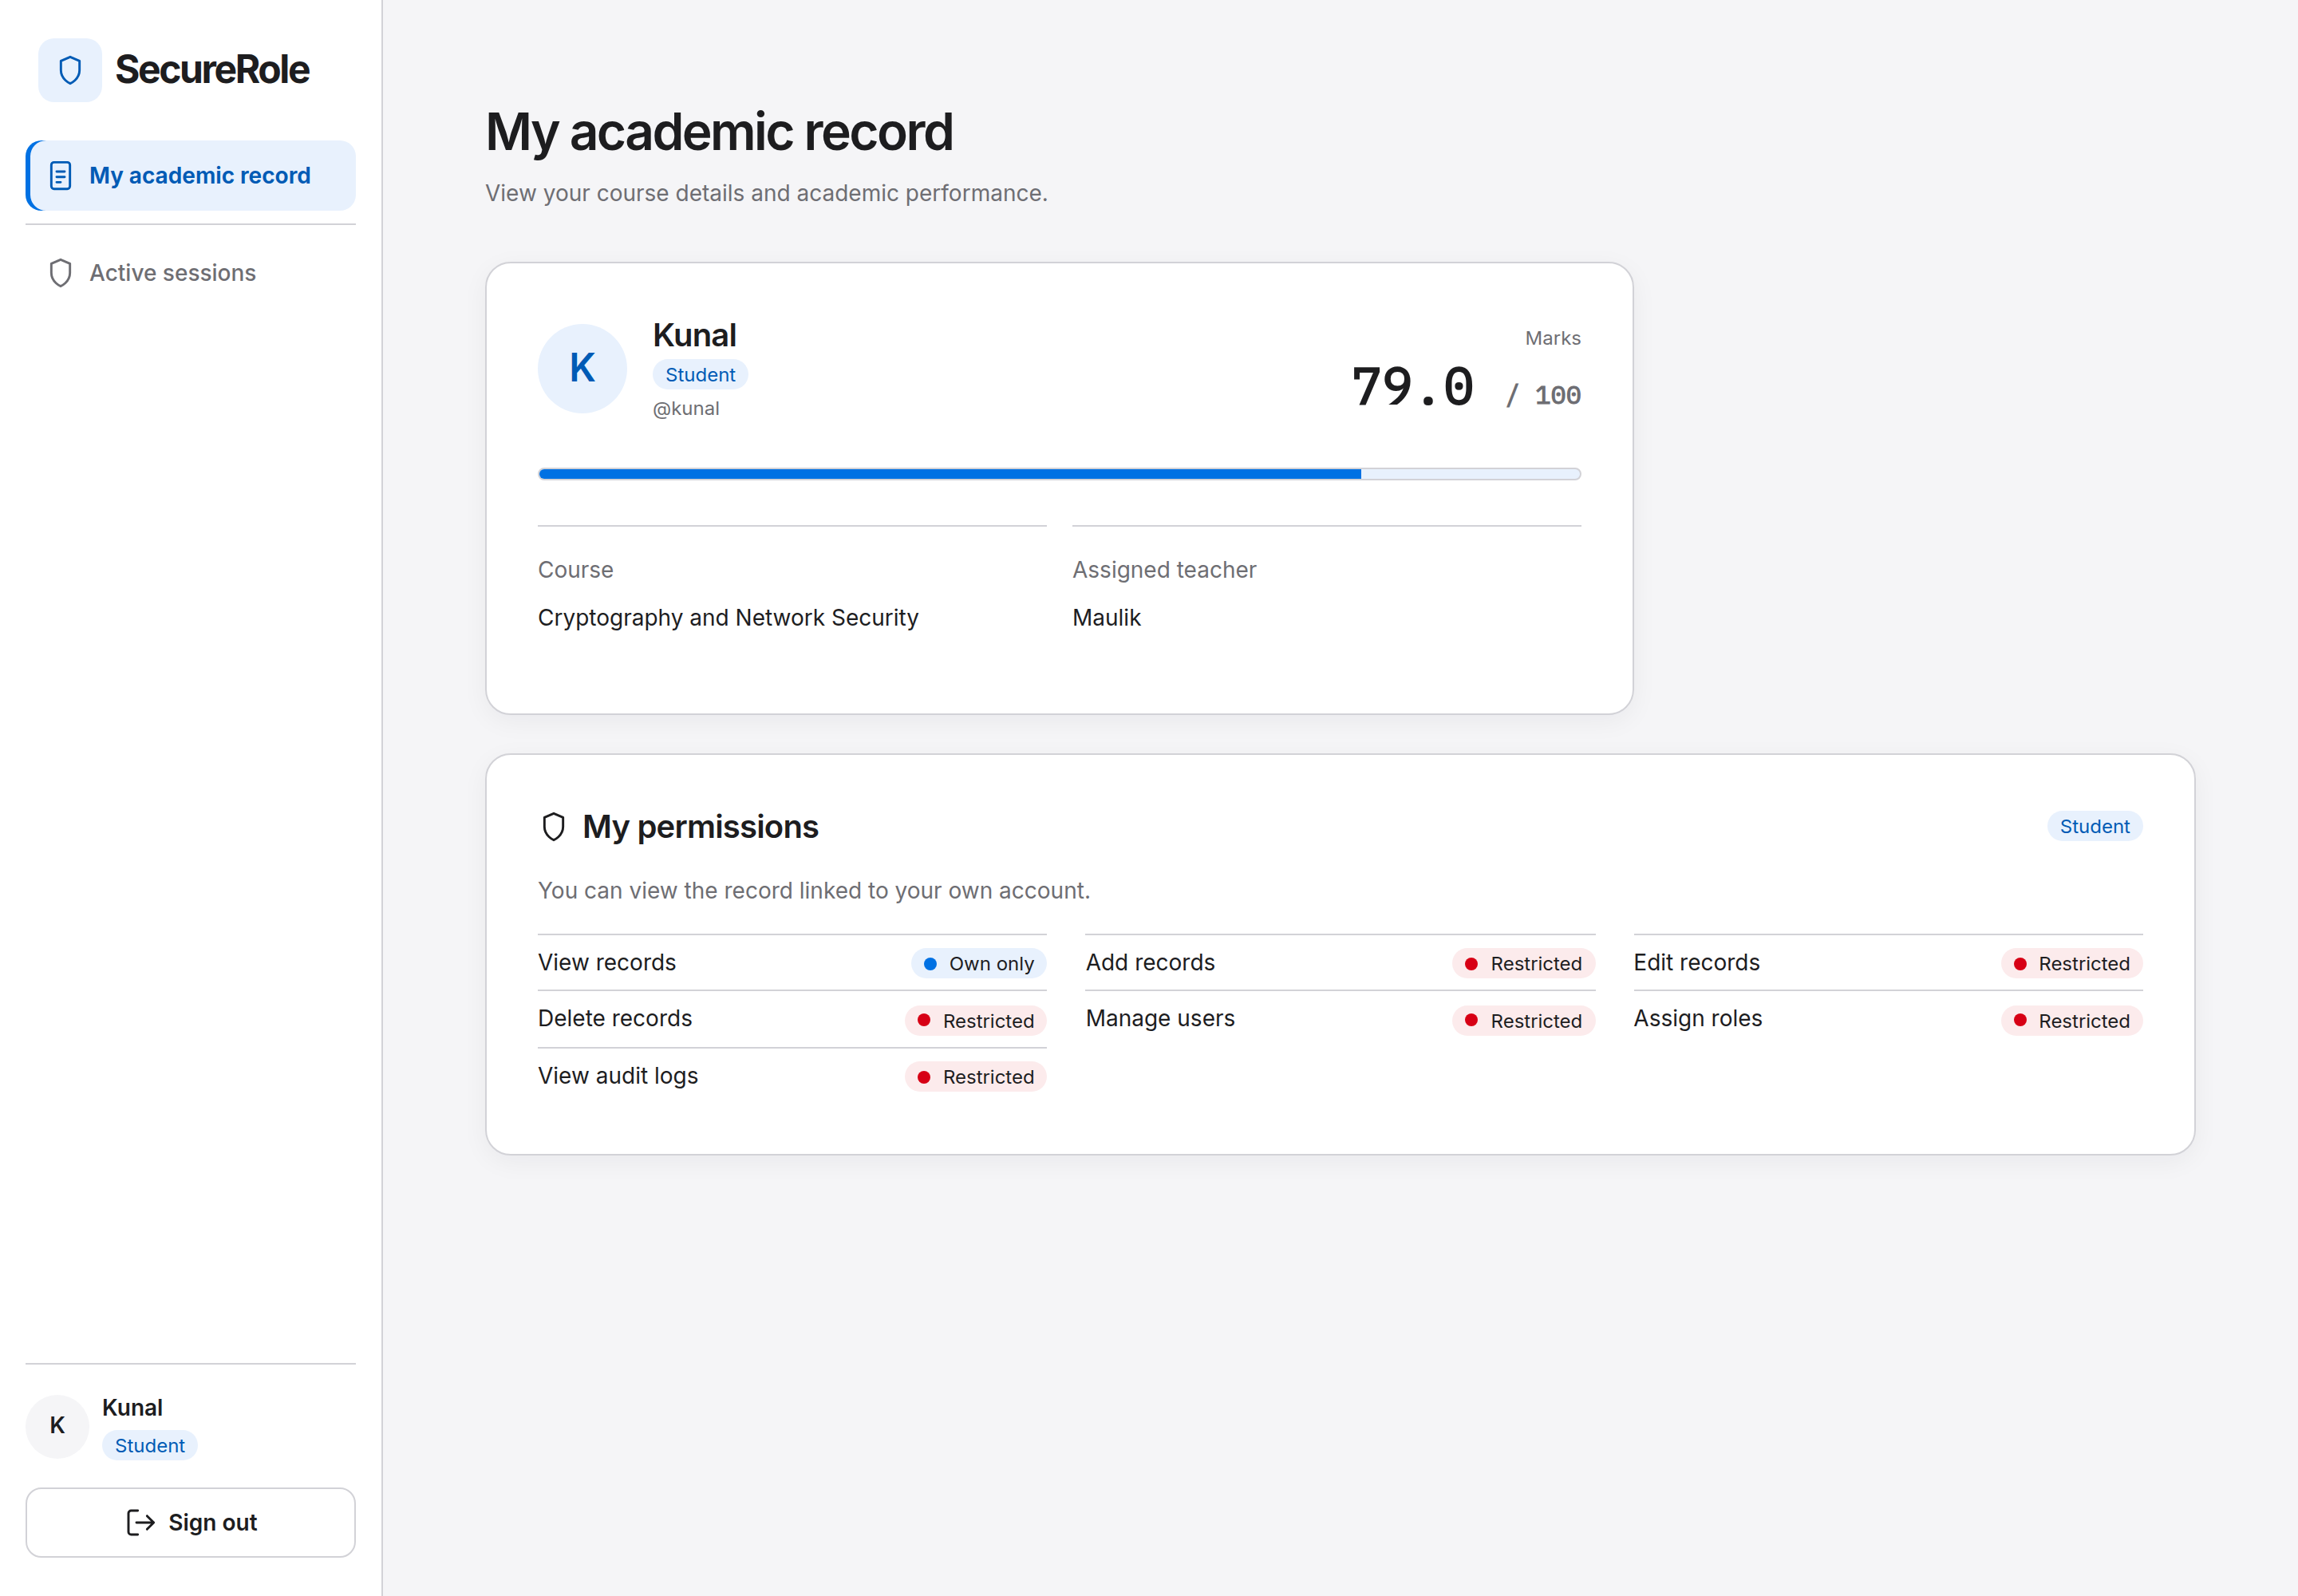 SecureRole
My academic record
Active sessions
My academic record
View your course details and academic performance.
K
Kunal
Student
@kunal
Marks
79.0 / 100
Course
Cryptography and Network Security
Assigned teacher
Maulik
My permissions
Student
You can view the record linked to your own account.
View records Own only
Add records Restricted
Edit records Restricted
Delete records Restricted
Manage users Restricted
Assign roles Restricted
View audit logs Restricted
K
Kunal
Student
Sign out